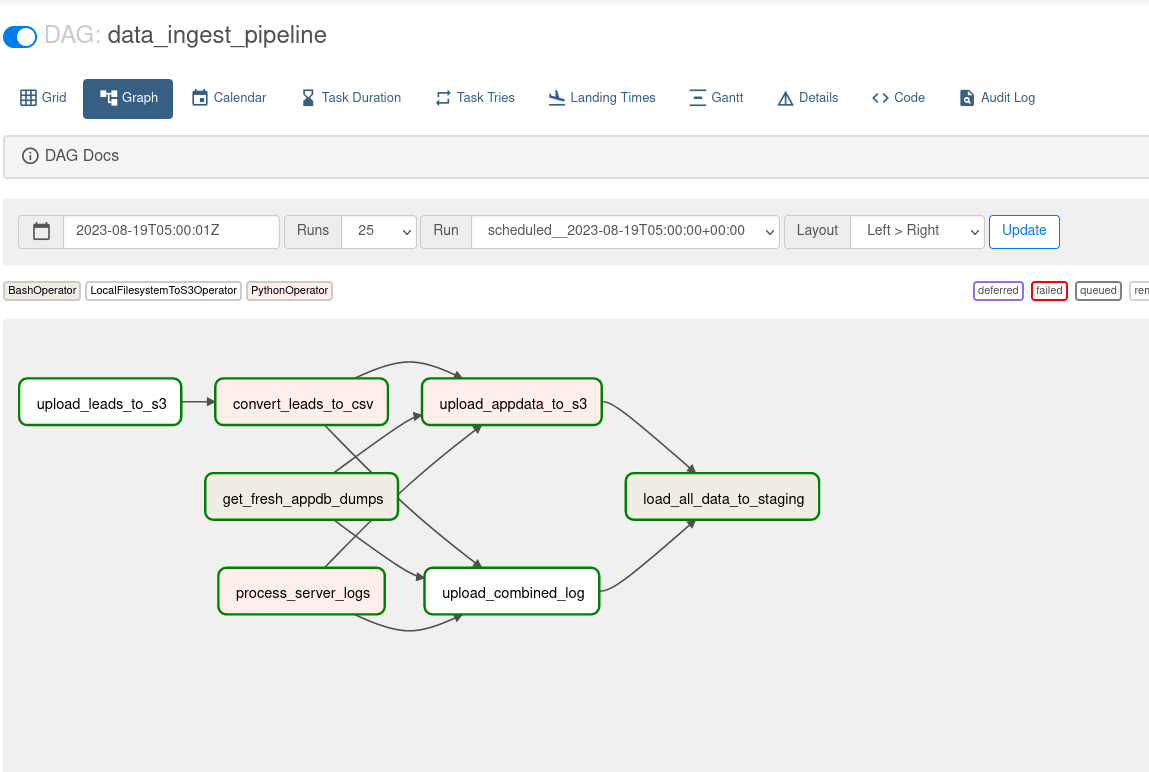 DAG: data_ingest_pipeline
Grid Graph Calendar Task Duration Task Tries Landing Times Gantt Details Code Audit Log
DAG Docs
2023-08-19T05:00:01Z Runs 25 Run scheduled__2023-08-19T05:00:00+00:00 Layout Left > Right Update
BashOperator LocalFilesystemToS3Operator PythonOperator deferred failed queued
upload_leads_to_s3 convert_leads_to_csv upload_appdata_to_s3
get_fresh_appdb_dumps load_all_data_to_staging
process_server_logs upload_combined_log